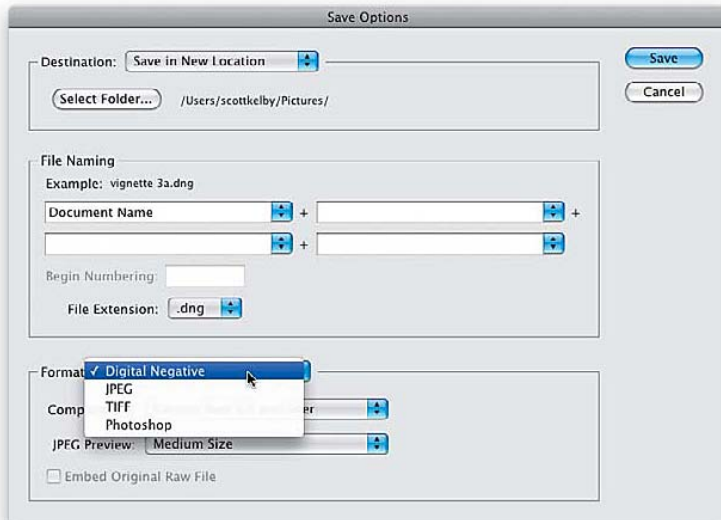 Save Options
Destination: Save in New Location
Save
Select Folder... /Users/scottkelby/Pictures/
Cancel
File Naming
Example: vignette 3a.dng
Document Name + +
+
Begin Numbering:
File Extension: .dng
Format ✓ Digital Negative
JPEG
TIFF
Photoshop
JPEG Preview: Medium Size
Embed Original Raw File